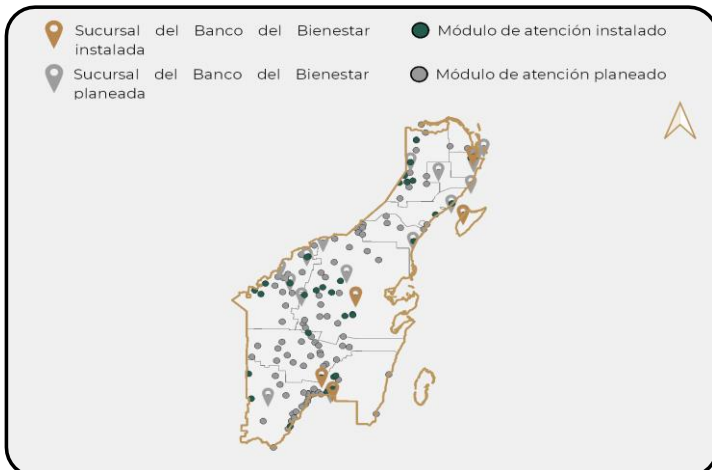 Sucursal del Banco del Bienestar
instalada
Módulo de atención instalado
Sucursal del Banco del Bienestar
planeada
Módulo de atención planeado